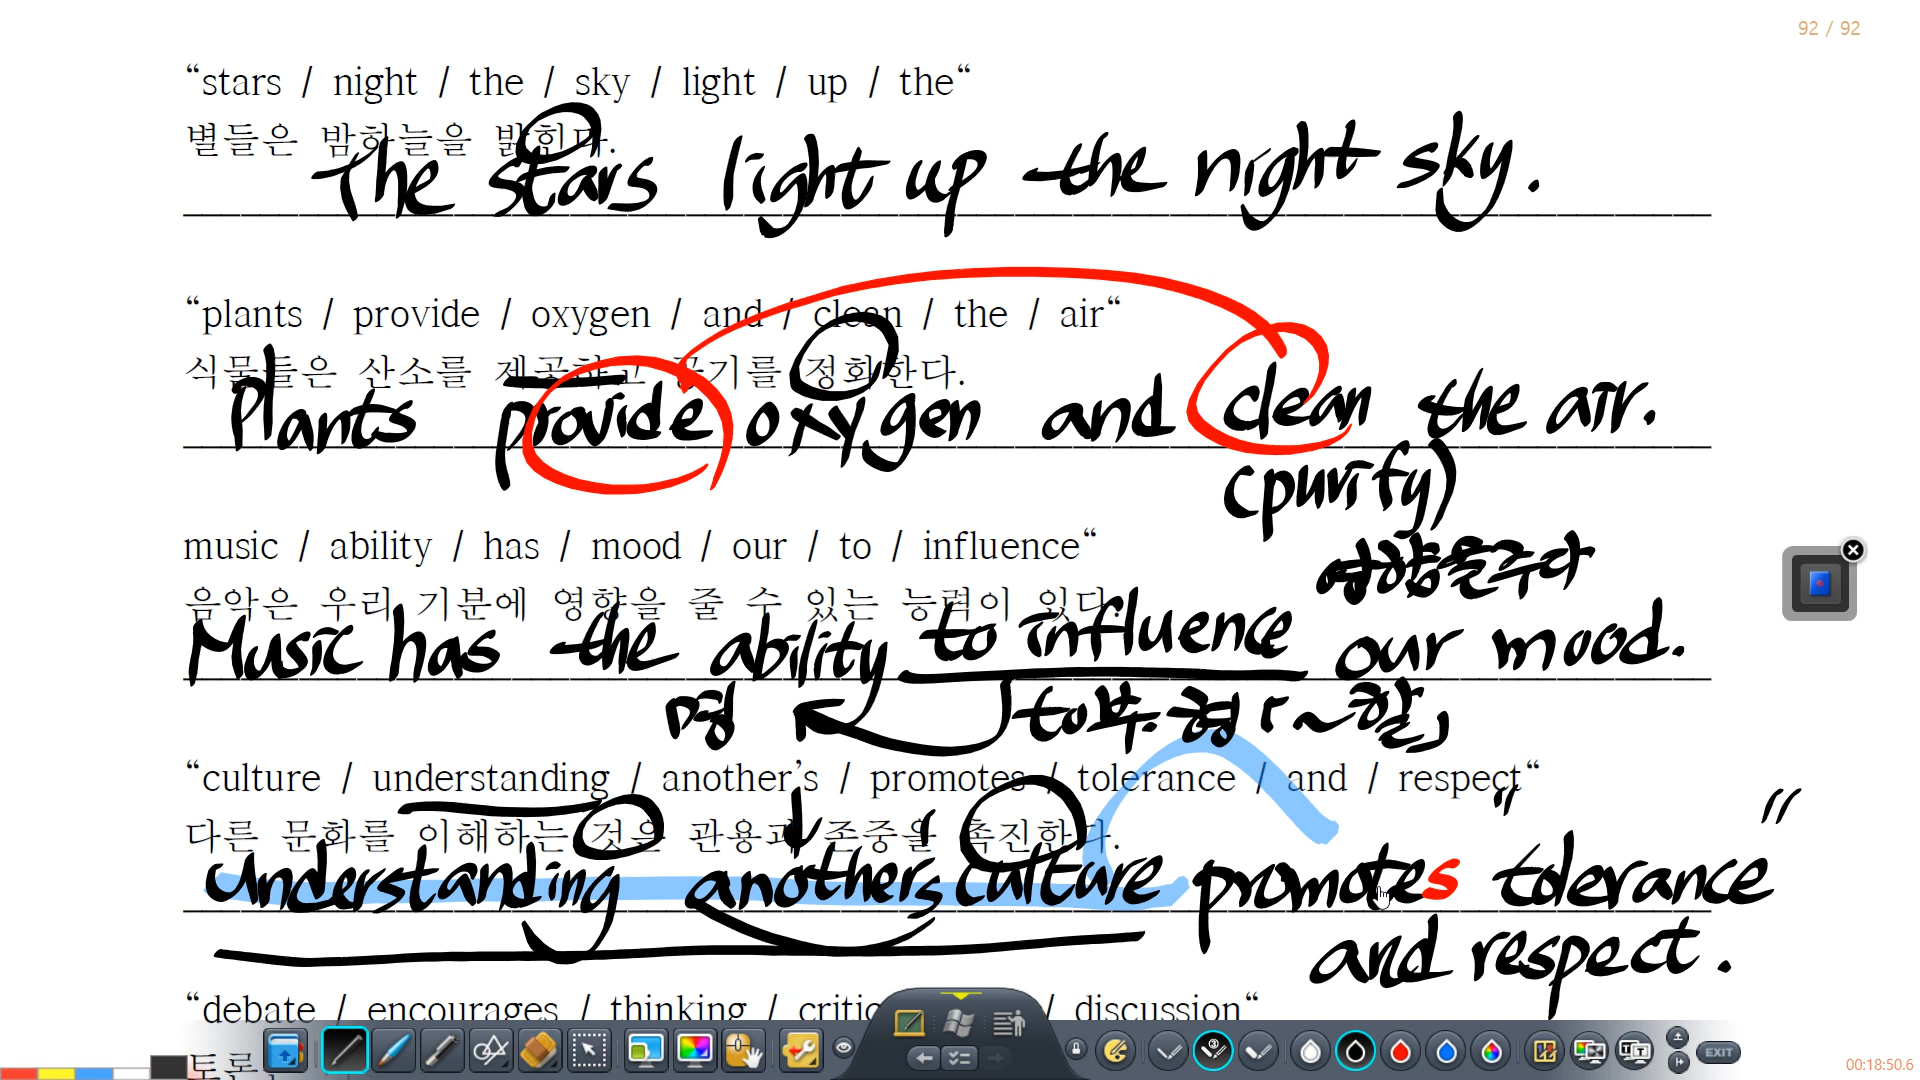 92 / 92
“stars / night / the / sky / light / up / the“
별들은 밤하늘을 밝힌다.
The stars light up the night sky.
“plants / provide / oxygen / and / clean / the / air“
식물들은 산소를 제공하고 공기를 정화한다.
Plants provide oxygen and clean the air.
(purify)
music / ability / has / mood / our / to / influence“
영향을주다
음악은 우리 기분에 영향을 줄 수 있는 능력이 있다.
Music has the ability to influence our mood.
명 to부. 형 「~할」
“culture / understanding / another’s / promotes / tolerance / and / respect“
다른 문화를 이해하는 것은 관용과 존중을 촉진한다.
Understanding another's culture promotes "tolerance"
and respect.
“debate / encourages / thinking / critic / discussion“
토론
EXIT
00:18:50.6